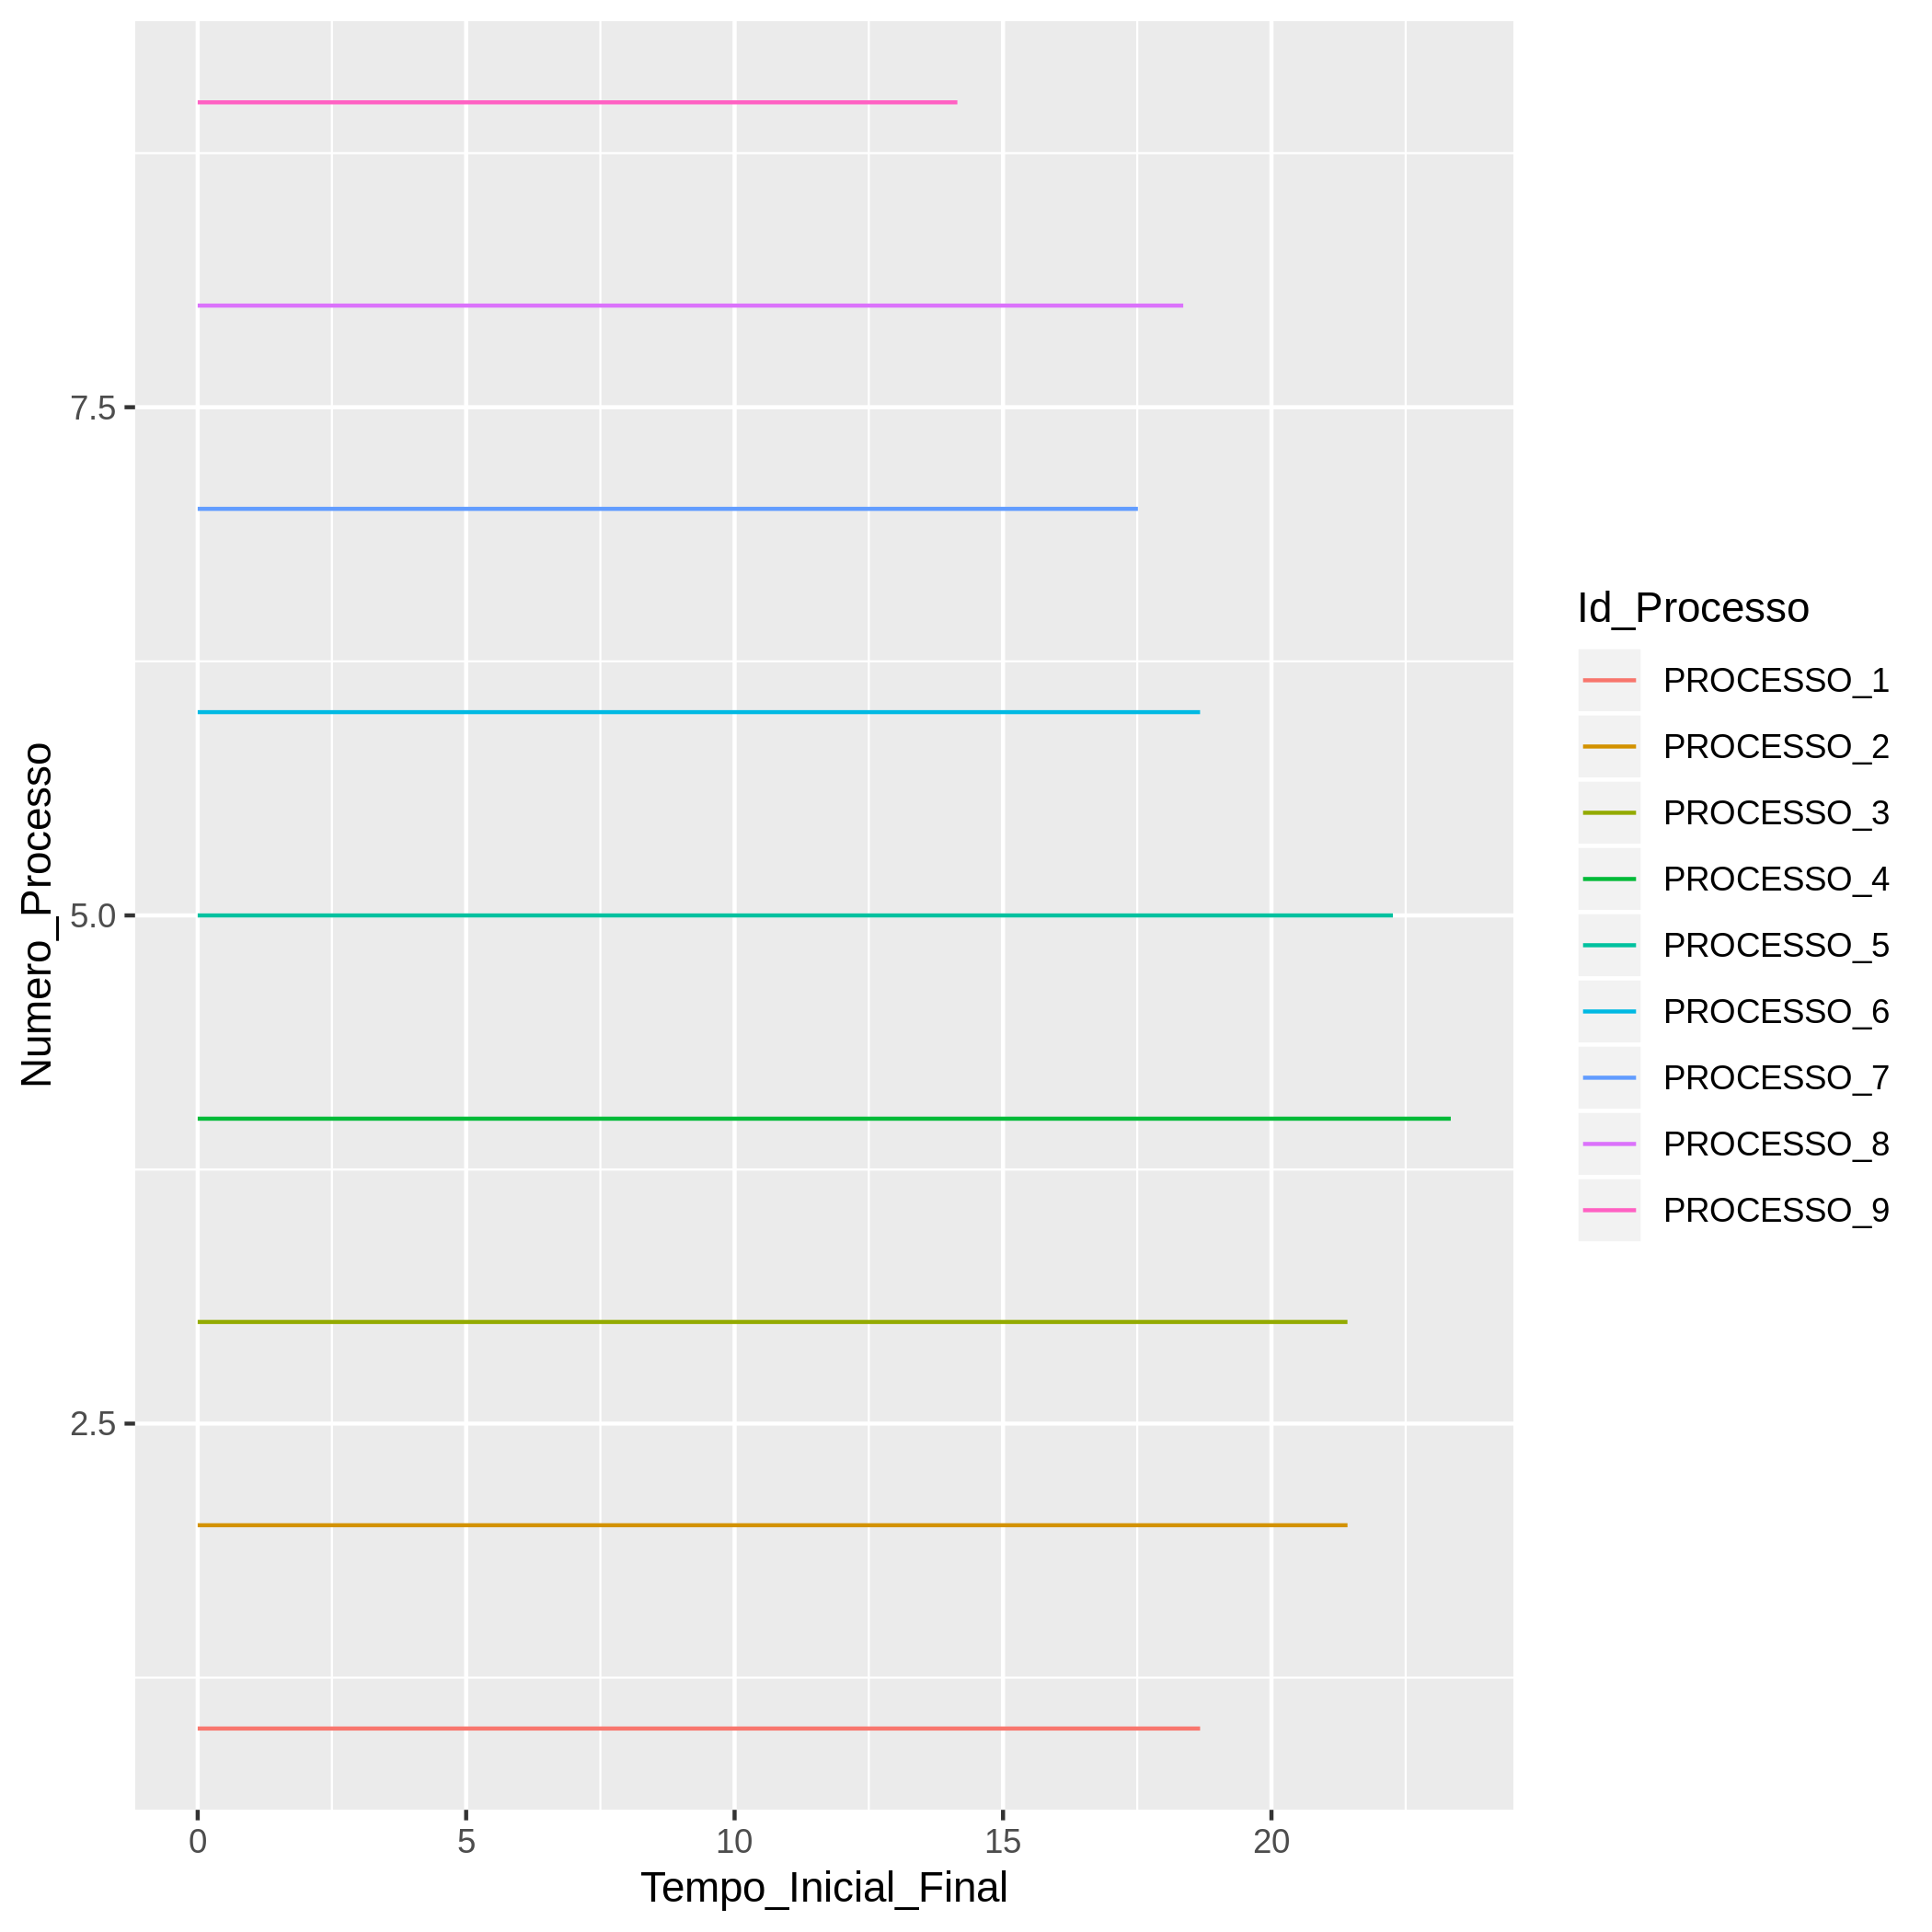 Numero_Processo
7.5
5.0
2.5
0 5 10 15 20
Tempo_Inicial_Final
Id_Processo
PROCESSO_1
PROCESSO_2
PROCESSO_3
PROCESSO_4
PROCESSO_5
PROCESSO_6
PROCESSO_7
PROCESSO_8
PROCESSO_9